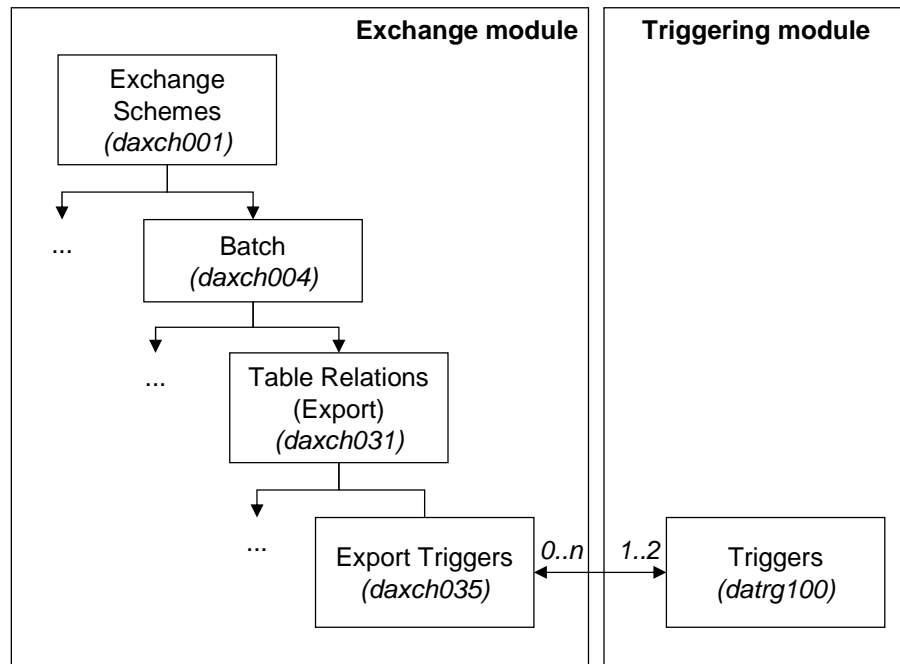 Exchange module
Triggering module
Exchange
Schemes
(daxch001)
...
Batch
(daxch004)
...
Table Relations
(Export)
(daxch031)
...
Export Triggers
(daxch035)
0..n
1..2
Triggers
(datrg100)